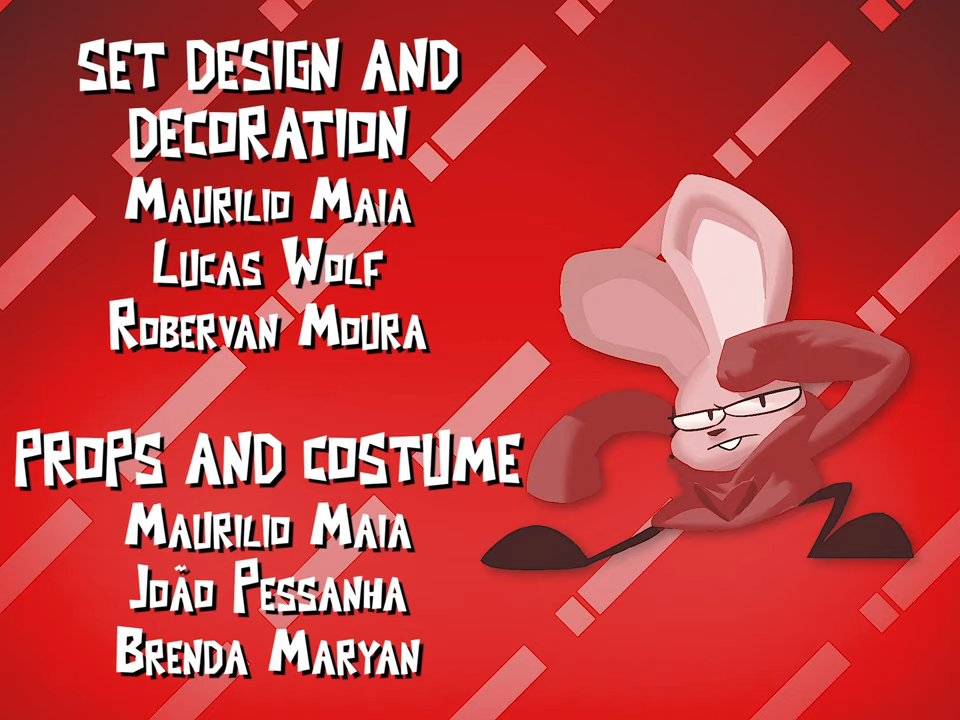 SET DESIGN AND
DECORATION
MAURILIO MAIA
LUCAS WOLF
ROBERVAN MOURA
PROPS AND COSTUME
MAURILIO MAIA
JOÃO PESSANHA
BRENDA MARYAN